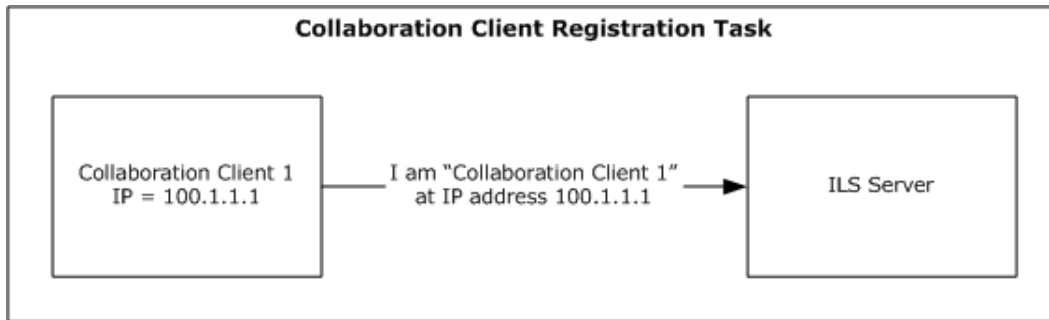 Collaboration Client Registration Task
Collaboration Client 1
IP = 100.1.1.1
I am “Collaboration Client 1”
at IP address 100.1.1.1
ILS Server